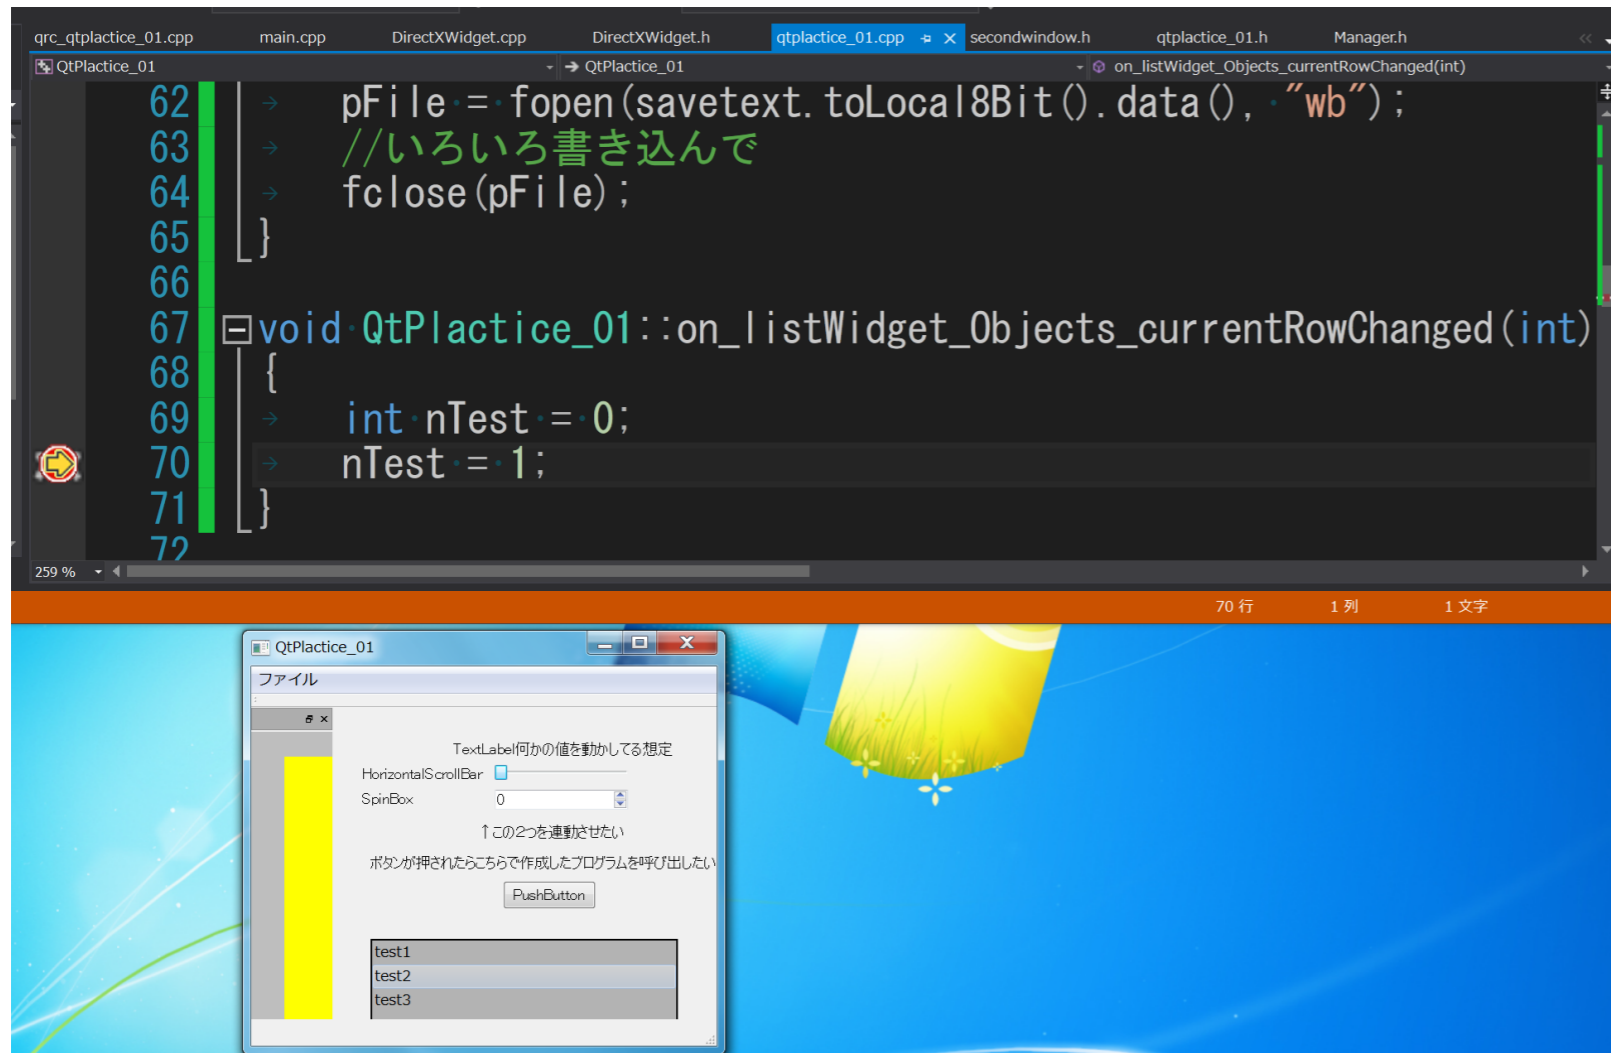 qrc_qtplactice_01.cpp main.cpp DirectXWidget.cpp DirectXWidget.h qtplactice_01.cpp secondwindow.h qtplactice_01.h Manager.h
QtPlactice_01 QtPlactice_01 on_listWidget_Objects_currentRowChanged(int)
62 pFile = fopen(savetext.toLocal8Bit().data(), "wb");
63 //いろいろ書き込んで
64 fclose(pFile);
65 }
66
67 void QtPlactice_01::on_listWidget_Objects_currentRowChanged(int)
68 {
69 int nTest = 0;
70 nTest = 1;
71 }
72
259 %
70 行 1 列 1 文字
QtPlactice_01
ファイル
TextLabel何かの値を動かしてる想定
HorizontalScrollBar
SpinBox 0
↑この2つを連動させたい
ボタンが押されたらこちらで作成したプログラムを呼び出したい
PushButton
test1
test2
test3